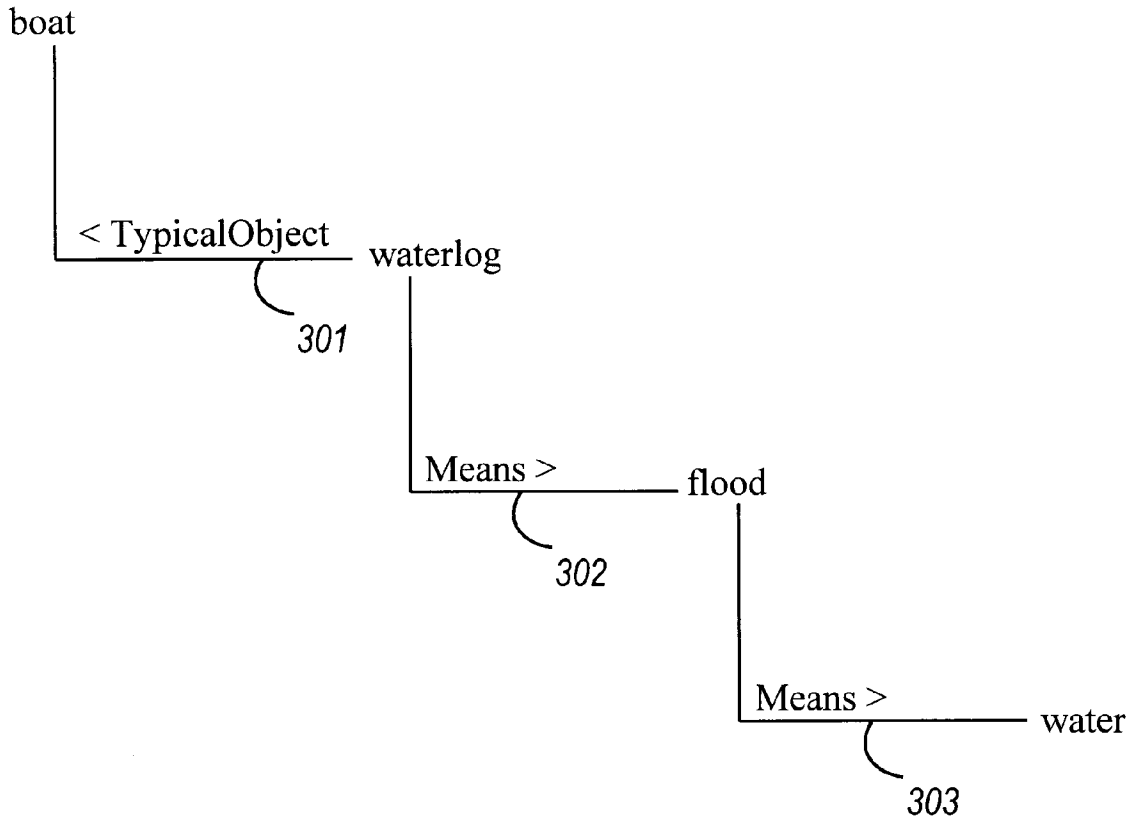 boat
< TypicalObject
waterlog
301
Means >
flood
302
Means >
water
303